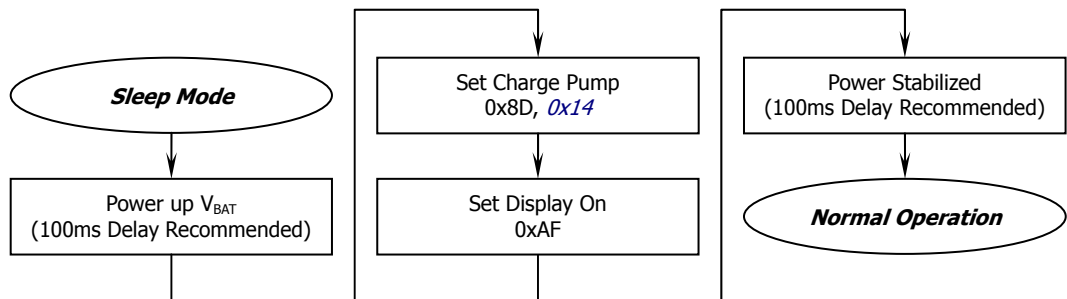 Sleep Mode
Power up VBAT
(100ms Delay Recommended)
Set Charge Pump
0x8D, 0x14
Set Display On
0xAF
Power Stabilized
(100ms Delay Recommended)
Normal Operation